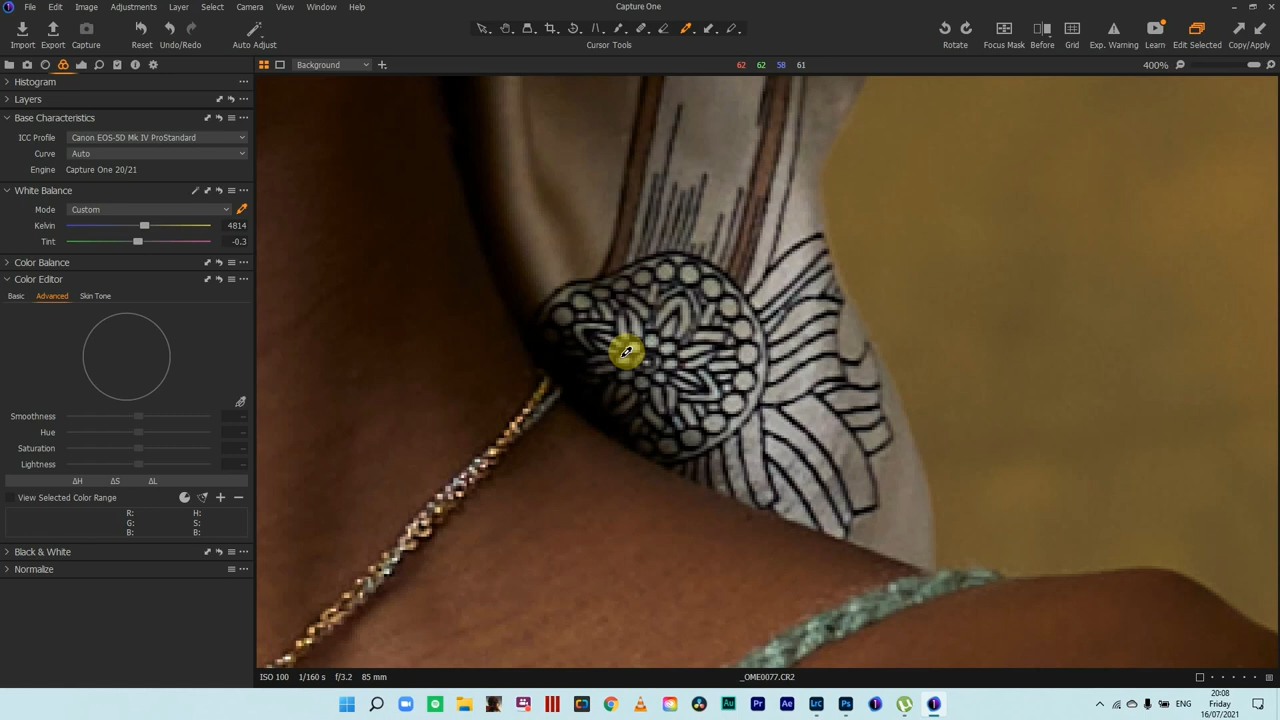 File Edit Image Adjustments Layer Select Camera View Window Help Capture One
Import Export Capture Reset Undo/Redo Auto Adjust Cursor Tools Rotate Focus Mask Before Grid Exp. Warning Learn Edit Selected Copy/Apply
Background 62 62 58 61 400%
Histogram
Layers
Base Characteristics
ICC Profile Canon EOS-5D Mk IV ProStandard
Curve Auto
Engine Capture One 20/21
White Balance
Mode Custom
Kelvin 4814
Tint -0.3
Color Balance
Color Editor
Basic Advanced Skin Tone
Smoothness --
Hue --
Saturation --
Lightness --
ΔH ΔS ΔL
View Selected Color Range
R: H:
G: S:
B: B:
Black & White
Normalize
ISO 100 1/160 s f/3.2 85 mm _OME0077.CR2
Au Pr Ae Lrc Ps
ENG
20:08
Friday
16/07/2021